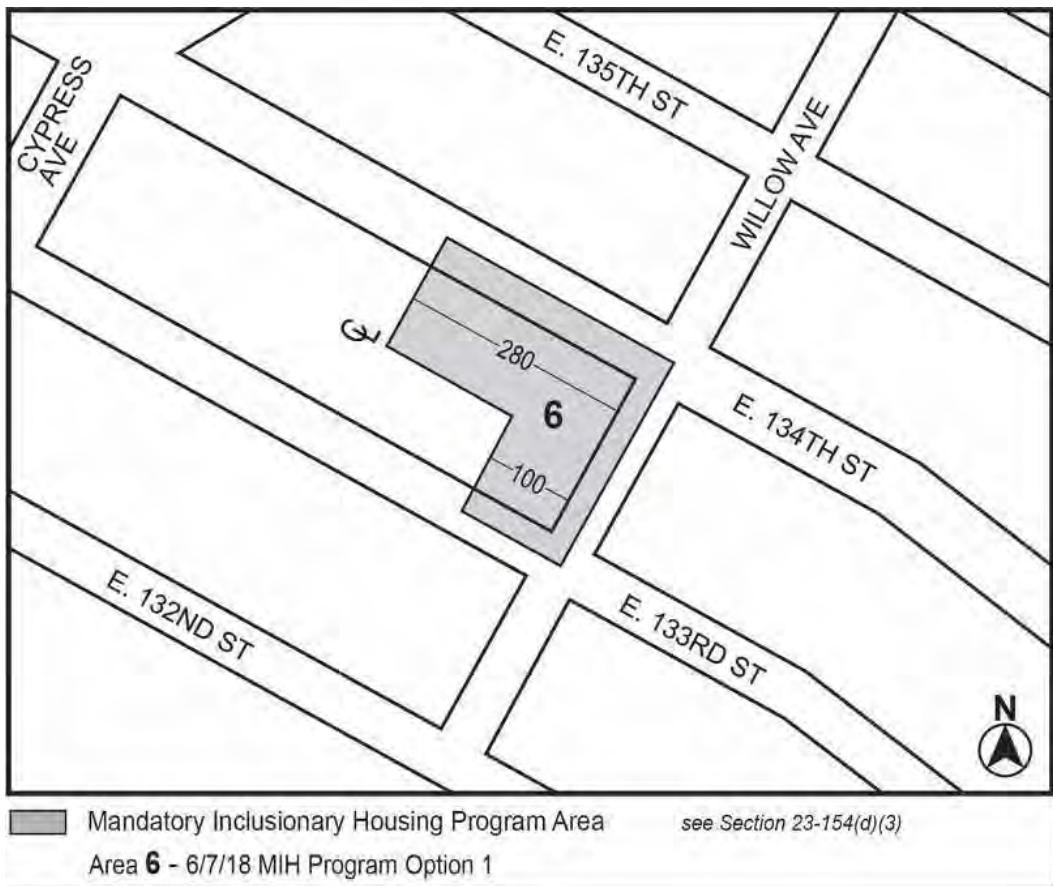 E. 135TH ST
CYPRESS
AVE
WILLOW AVE
CL
280
6
100
E. 134TH ST
E. 132ND ST
E. 133RD ST
N
Mandatory Inclusionary Housing Program Area see Section 23-154(d)(3)
Area 6 - 6/7/18 MIH Program Option 1